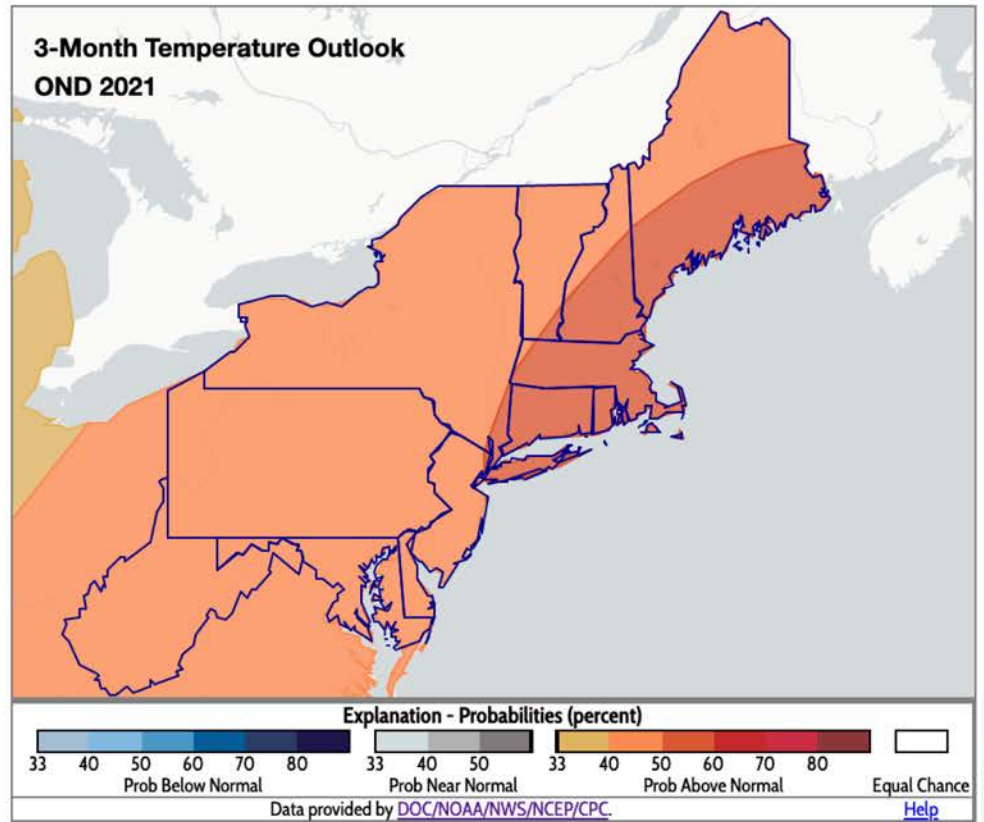 3-Month Temperature Outlook
OND 2021
Explanation - Probabilities (percent)
33 40 50 60 70 80 33 40 50 33 40 50 60 70 80
Prob Below Normal Prob Near Normal Prob Above Normal Equal Chance
Data provided by DOC/NOAA/NWS/NCEP/CPC. Help